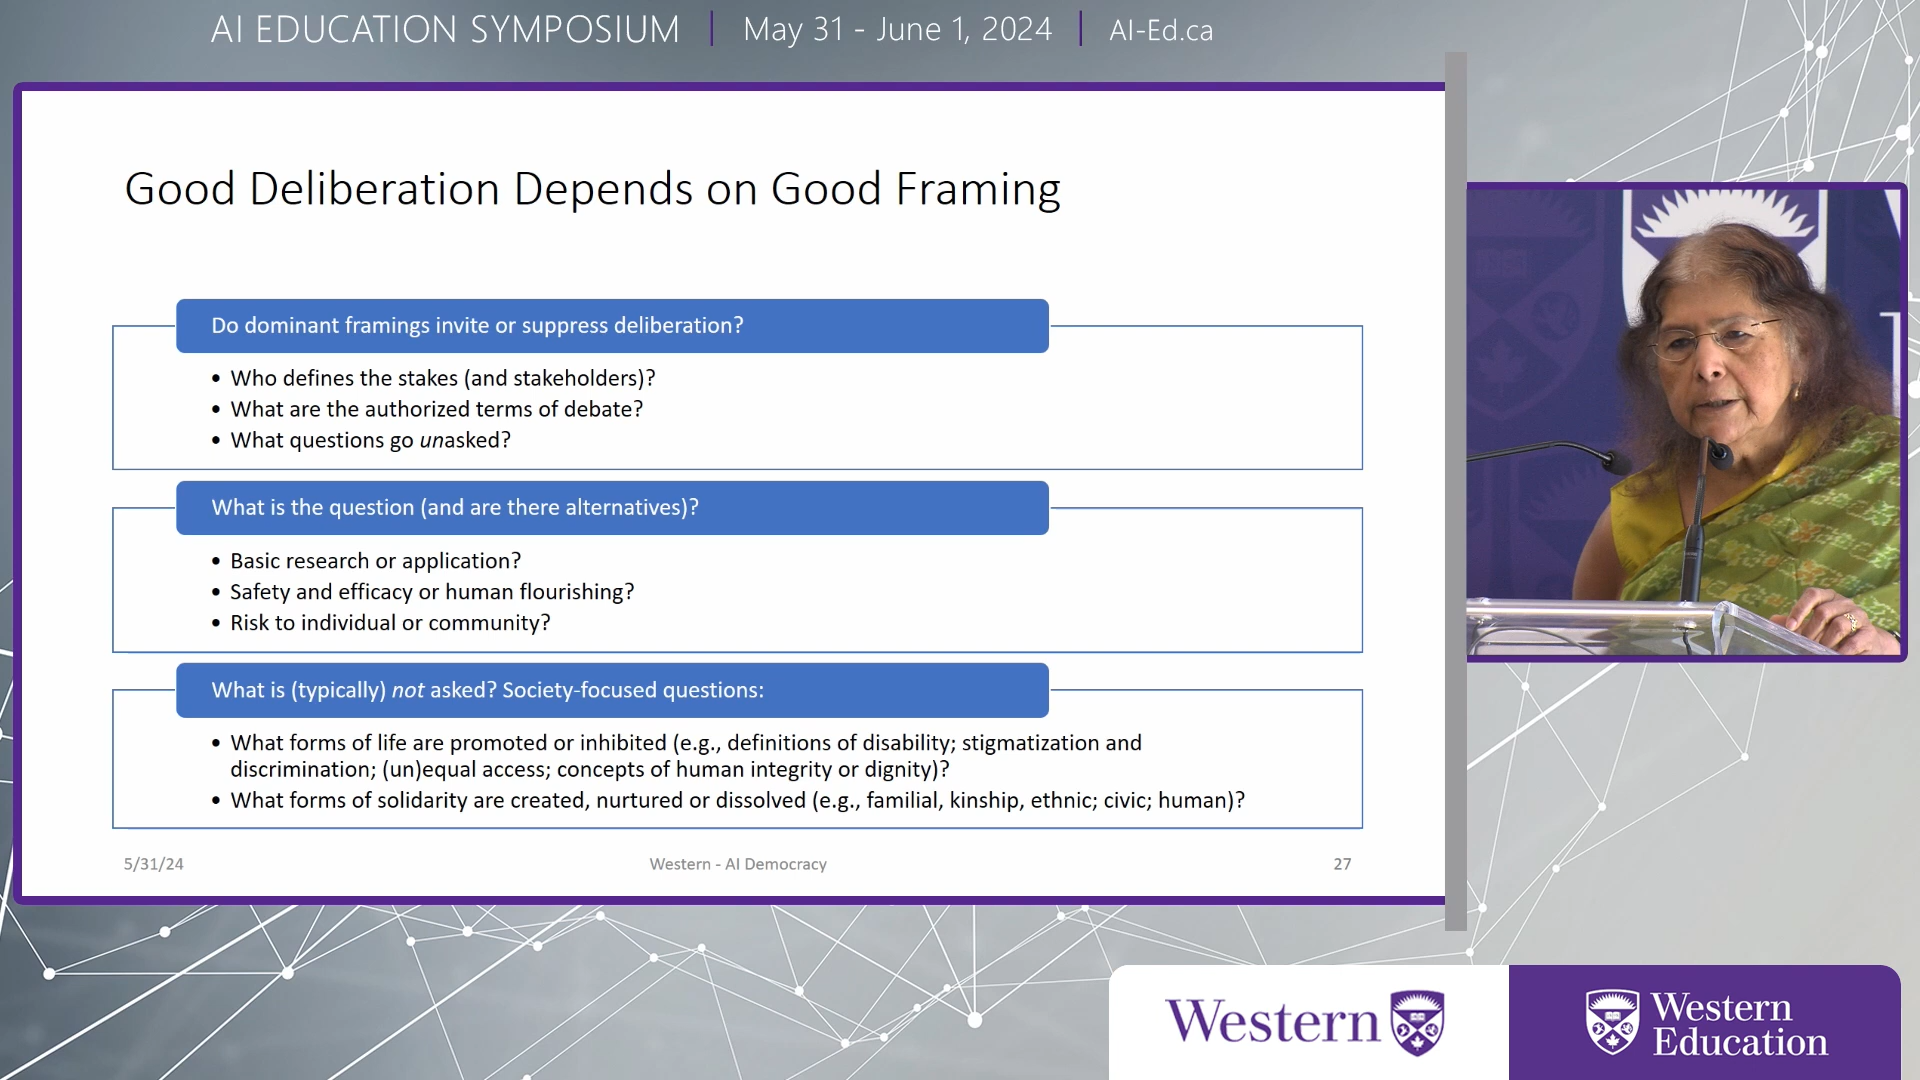 AI EDUCATION SYMPOSIUM | May 31 - June 1, 2024 | AI-Ed.ca
Good Deliberation Depends on Good Framing
Do dominant framings invite or suppress deliberation?
• Who defines the stakes (and stakeholders)?
• What are the authorized terms of debate?
• What questions go unasked?
What is the question (and are there alternatives)?
• Basic research or application?
• Safety and efficacy or human flourishing?
• Risk to individual or community?
What is (typically) not asked? Society-focused questions:
• What forms of life are promoted or inhibited (e.g., definitions of disability; stigmatization and
discrimination; (un)equal access; concepts of human integrity or dignity)?
• What forms of solidarity are created, nurtured or dissolved (e.g., familial, kinship, ethnic; civic; human)?
5/31/24
Western - AI Democracy
27
Western
Western
Education